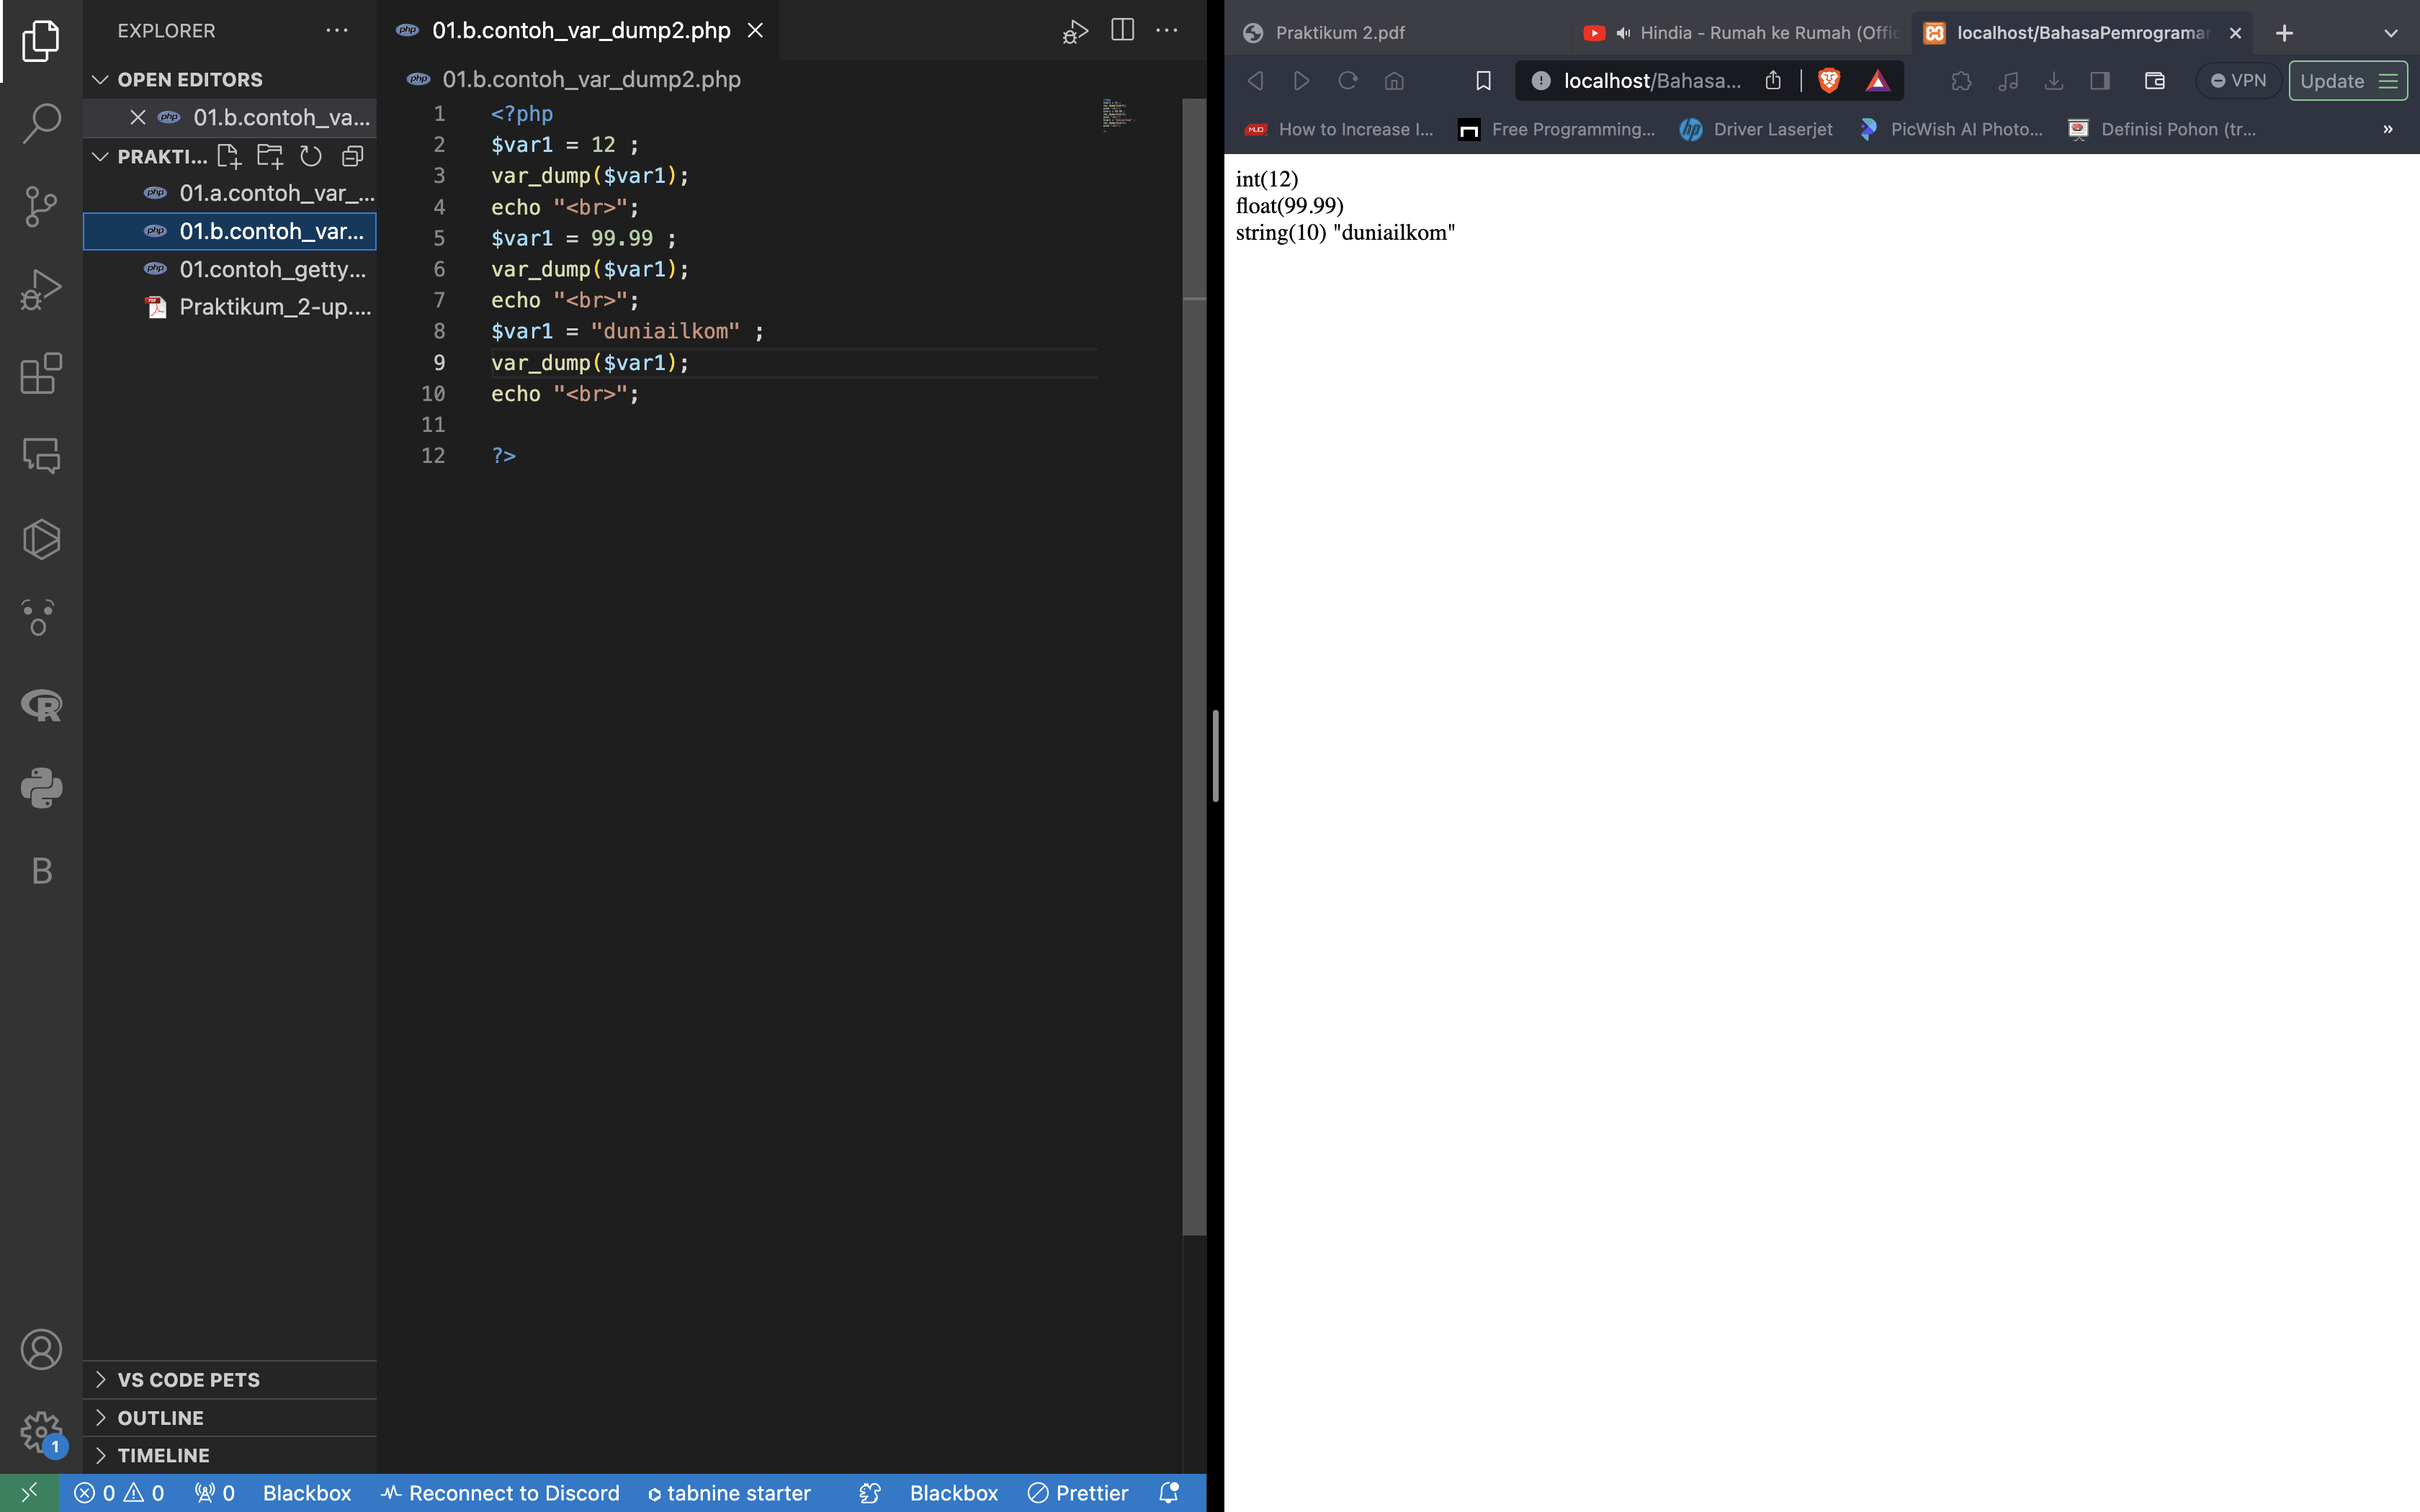 EXPLORER
OPEN EDITORS
01.b.contoh_va...
PRAKTI...
01.a.contoh_var_...
01.b.contoh_var...
01.contoh_getty...
Praktikum_2-up....
VS CODE PETS
OUTLINE
TIMELINE
01.b.contoh_var_dump2.php
01.b.contoh_var_dump2.php
1 <?php
2 $var1 = 12 ;
3 var_dump($var1);
4 echo "<br>";
5 $var1 = 99.99 ;
6 var_dump($var1);
7 echo "<br>";
8 $var1 = "duniailkom" ;
9 var_dump($var1);
10 echo "<br>";
11
12 ?>
1
0 0 0 Blackbox Reconnect to Discord tabnine starter Blackbox Prettier
Praktikum 2.pdf Hindia - Rumah ke Rumah (Offic localhost/BahasaPemrograman
localhost/Bahasa... VPN Update
How to Increase I... Free Programming... Driver Laserjet PicWish AI Photo... Definisi Pohon (tr... »
int(12)
float(99.99)
string(10) "duniailkom"